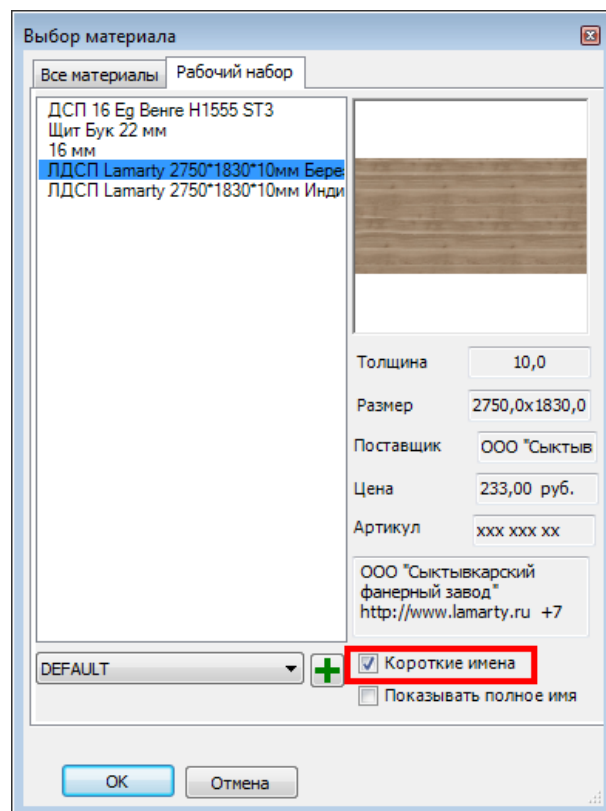 Выбор материала
Все материалы Рабочий набор
ДСП 16 Eg Венге H1555 ST3
Щит Бук 22 мм
16 мм
ЛДСП Lamarty 2750*1830*10мм Бере
ЛДСП Lamarty 2750*1830*10мм Инди
Толщина 10,0
Размер 2750,0x1830,0
Поставщик ООО "Сыктыв
Цена 233,00 руб.
Артикул xxx xxx xx
ООО "Сыктывкарский
фанерный завод"
http://www.lamarty.ru +7
DEFAULT
Короткие имена
Показывать полное имя
OK Отмена